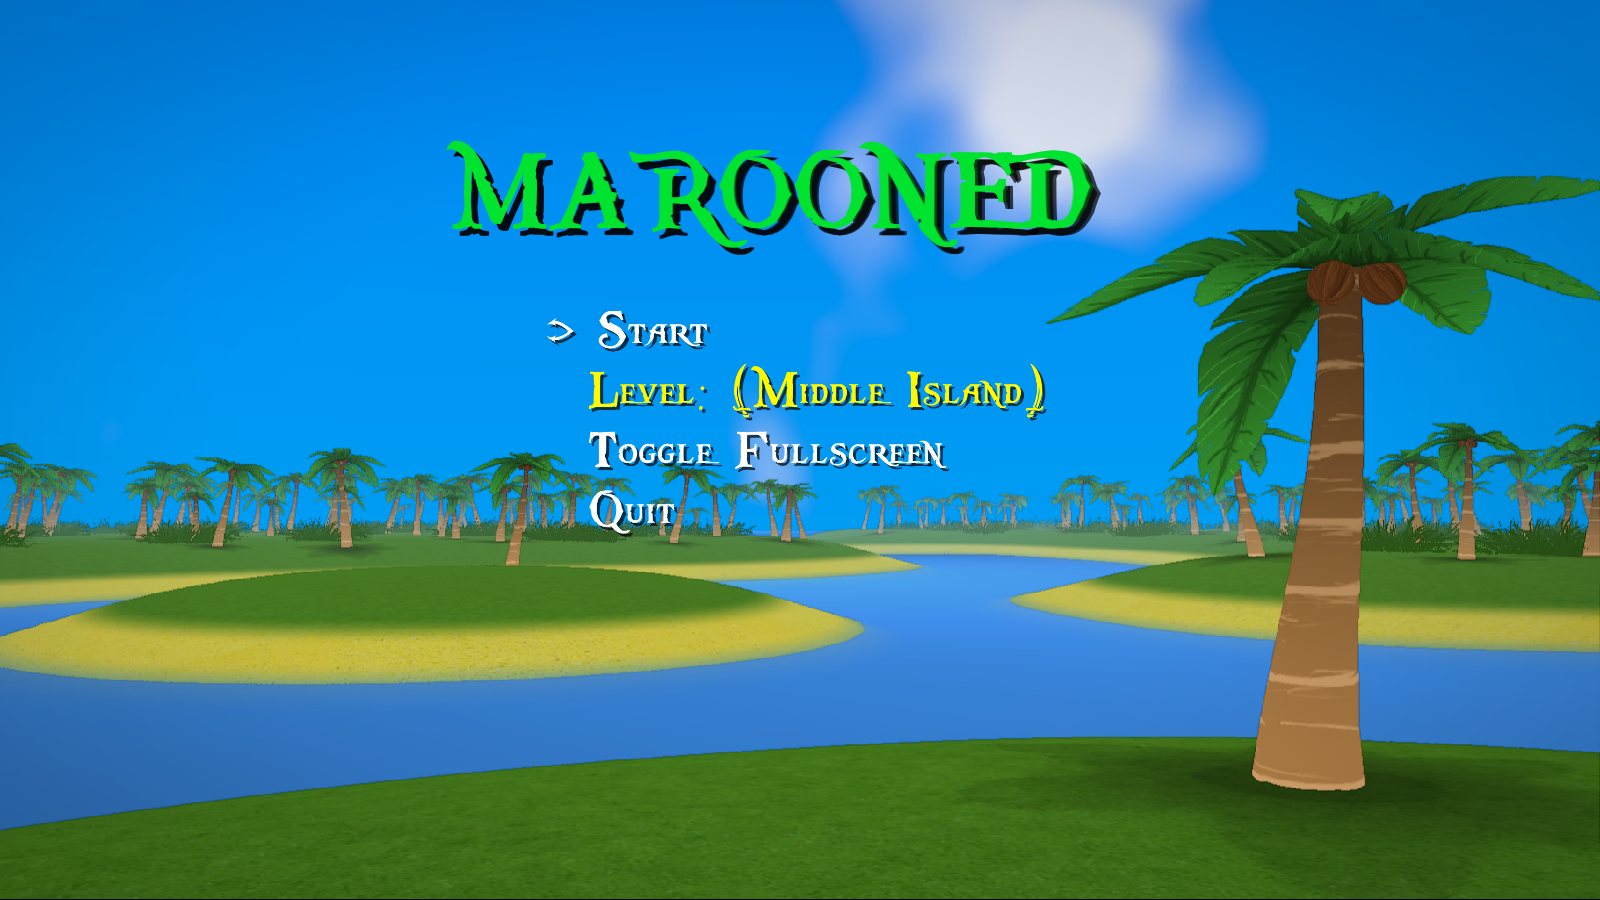 MAROONED
> Start
Level: (Middle Island)
Toggle Fullscreen
Quit